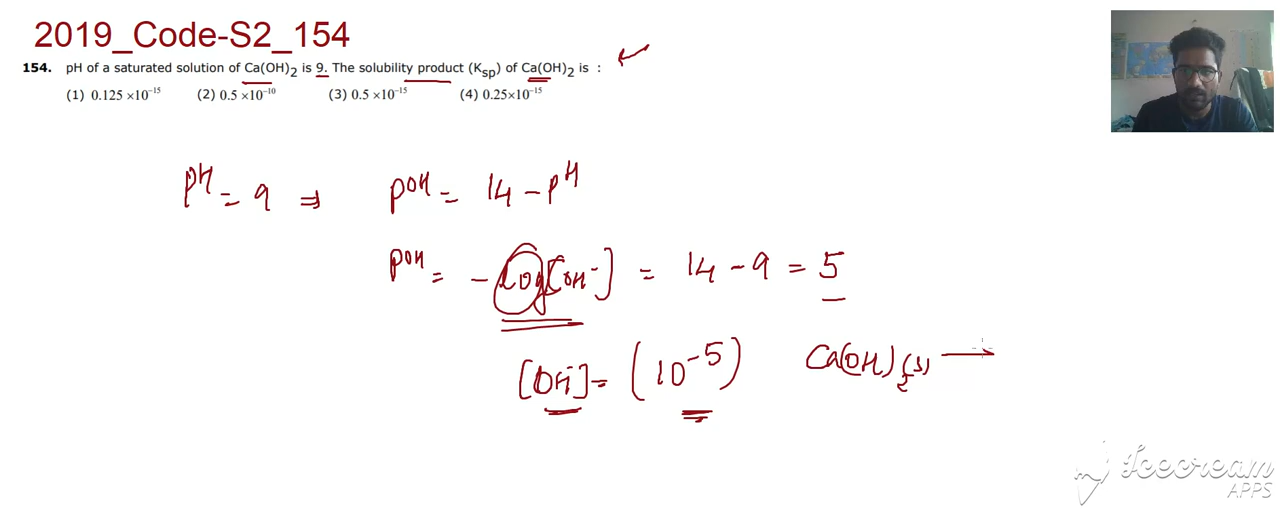 2019_Code-S2_154
154. pH of a saturated solution of Ca(OH)2 is 9. The solubility product (Ksp) of Ca(OH)2 is :
(1) 0.125 ×10⁻¹⁵ (2) 0.5 ×10⁻¹⁰ (3) 0.5 ×10⁻¹⁵ (4) 0.25×10⁻¹⁵
pH = 9 ⇒ pOH = 14 - pH
pOH = - log[OH⁻] = 14 - 9 = 5
[OH⁻] = (10⁻⁵) Ca(OH)₂(s) →
Icecream
APPS